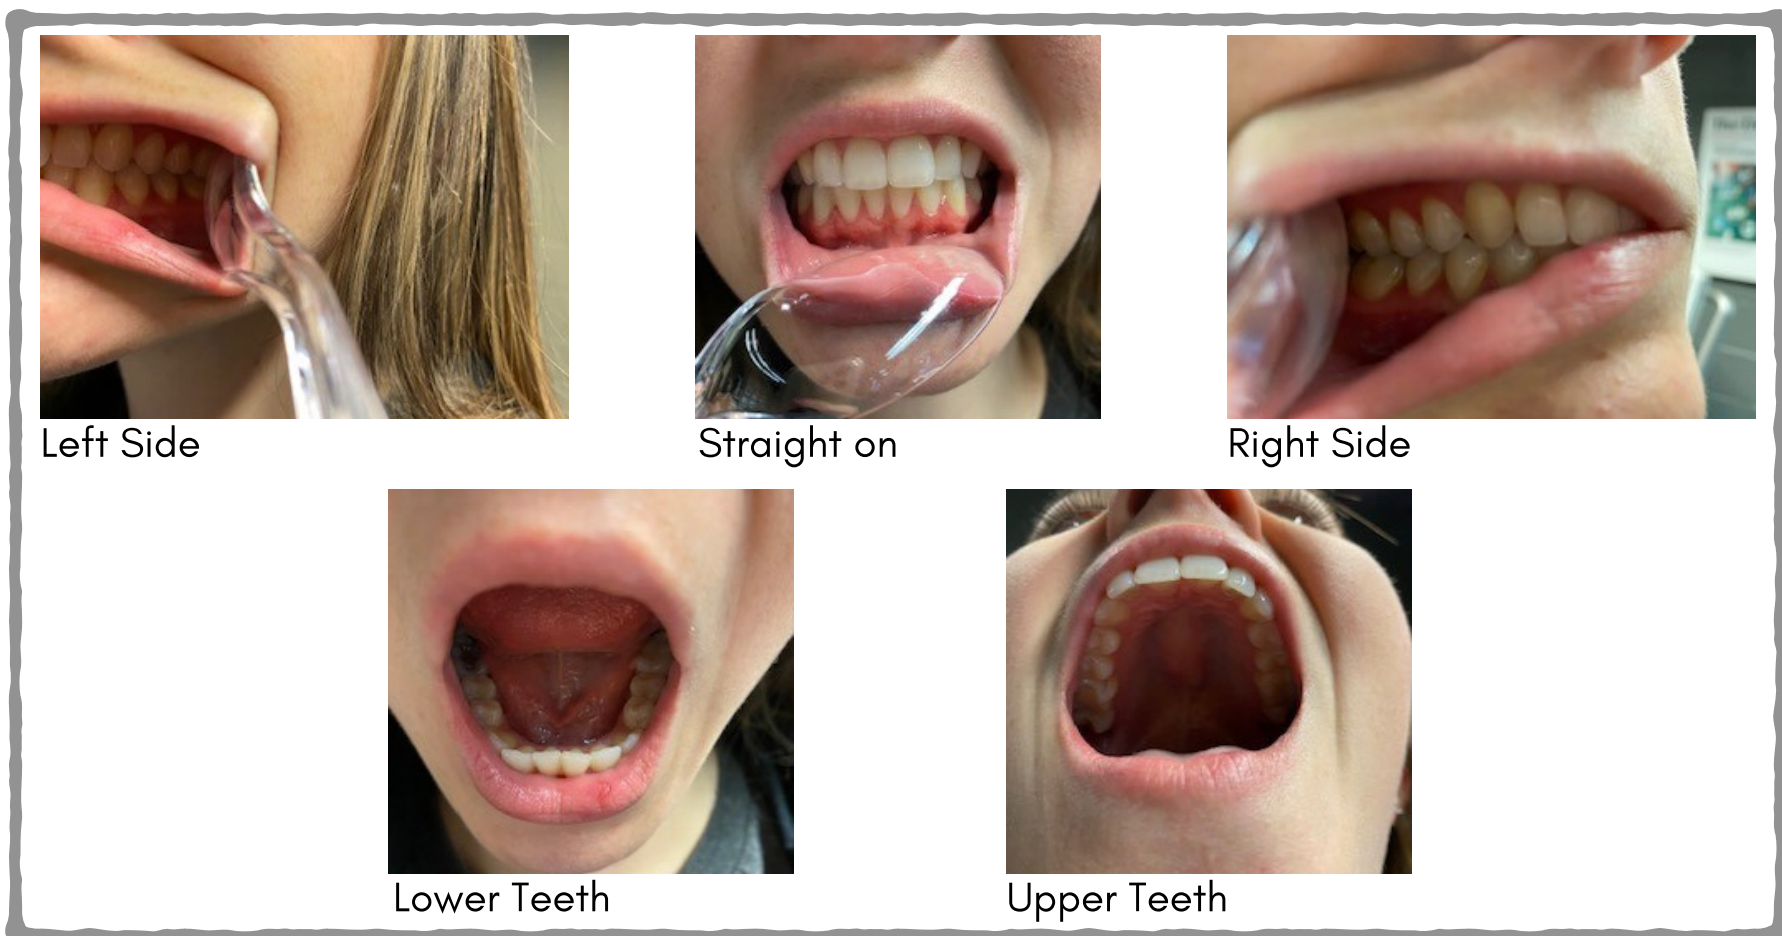 Left Side
Straight on
Right Side
Lower Teeth
Upper Teeth